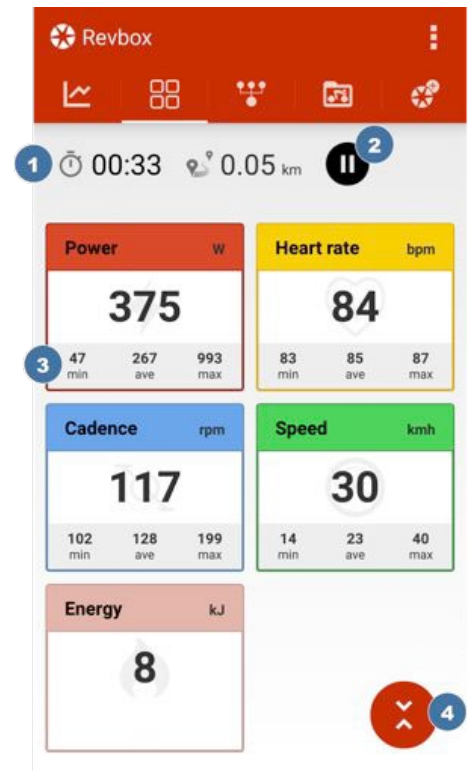 Revbox
1 00:33 0.05 km 2
Power W
375
47 267 993
min ave max
3
Heart rate bpm
84
83 85 87
min ave max
Cadence rpm
117
102 128 199
min ave max
Speed kmh
30
14 23 40
min ave max
Energy kJ
8
4